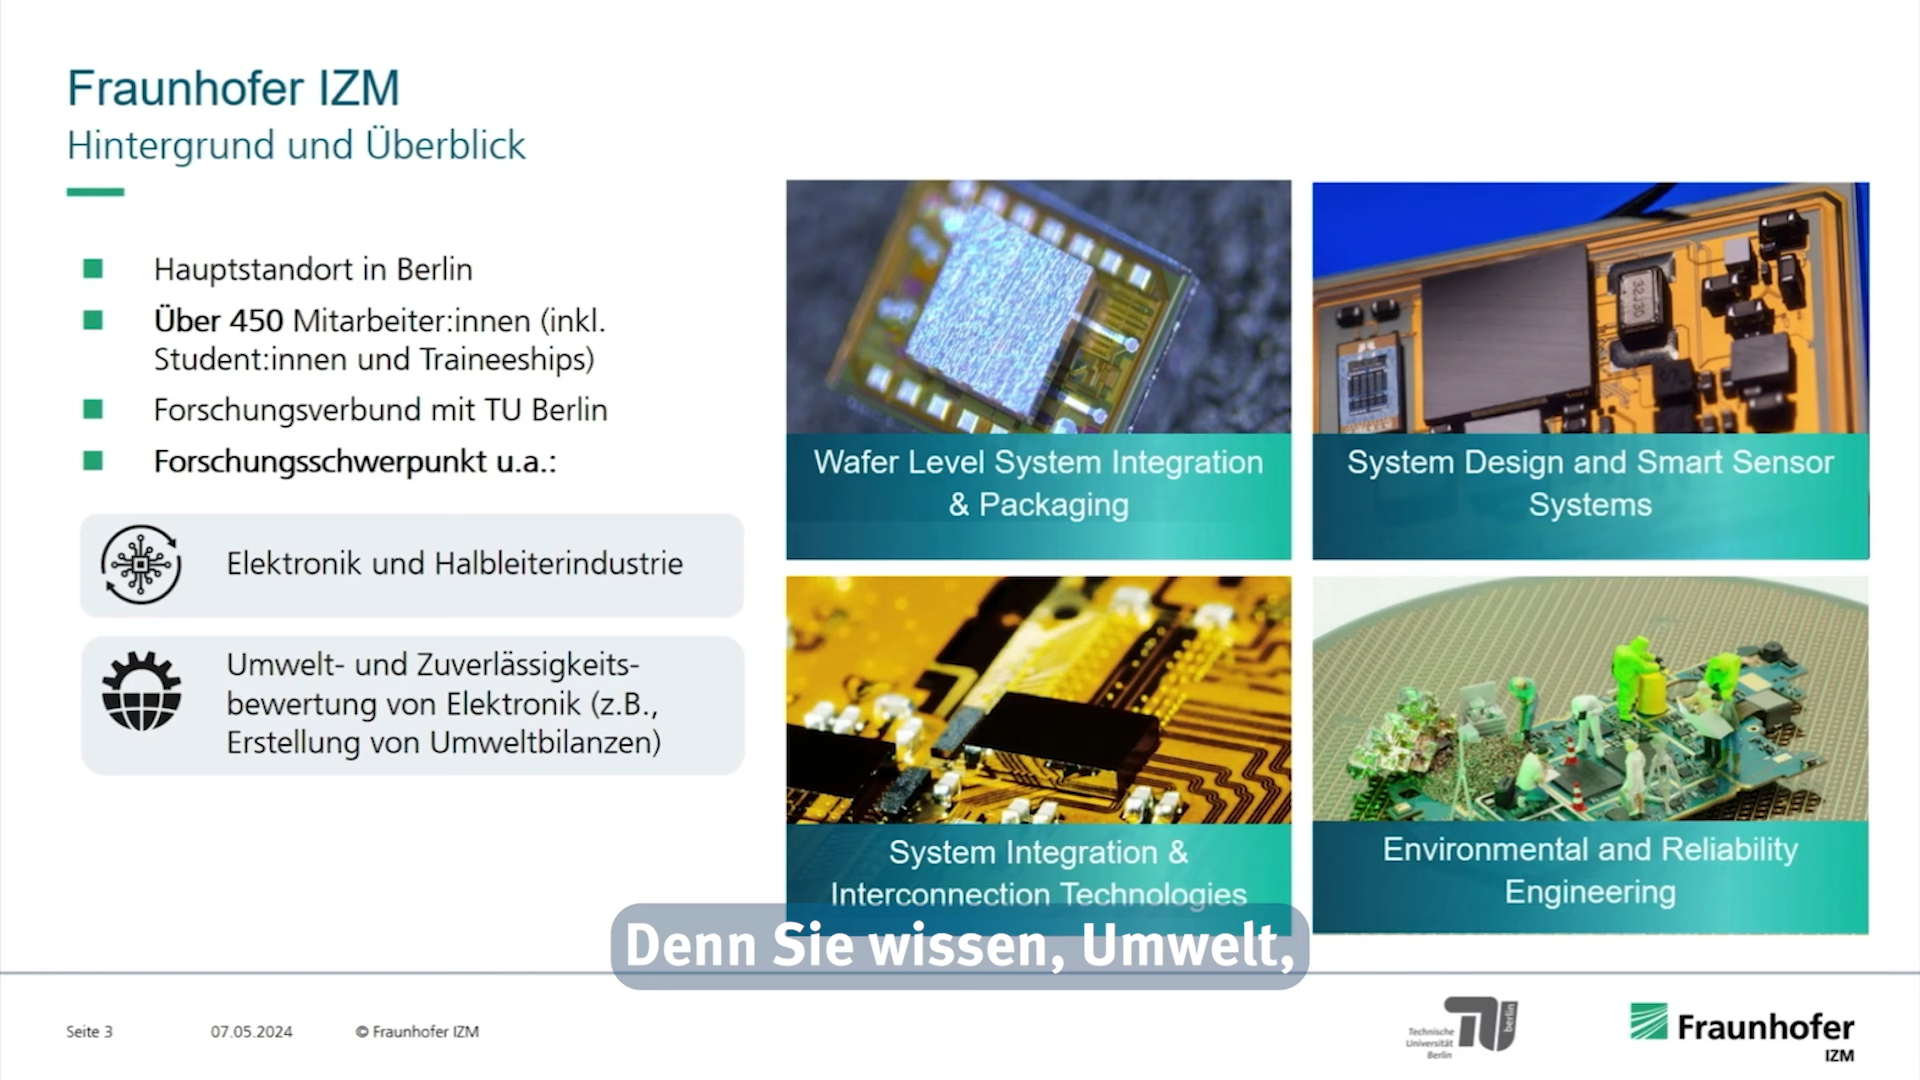 Fraunhofer IZM
Hintergrund und Überblick
Hauptstandort in Berlin
Über 450 Mitarbeiter:innen (inkl.
Student:innen und Traineeships)
Forschungsverbund mit TU Berlin
Forschungsschwerpunkt u.a.:
Elektronik und Halbleiterindustrie
Umwelt- und Zuverlässigkeits-
bewertung von Elektronik (z.B.,
Erstellung von Umweltbilanzen)
Wafer Level System Integration
& Packaging
System Design and Smart Sensor
Systems
System Integration &
Interconnection Technologies
Environmental and Reliability
Engineering
Denn Sie wissen, Umwelt,
Seite 3
07.05.2024
© Fraunhofer IZM
Technische
Universität
Berlin
berlin
Fraunhofer
IZM